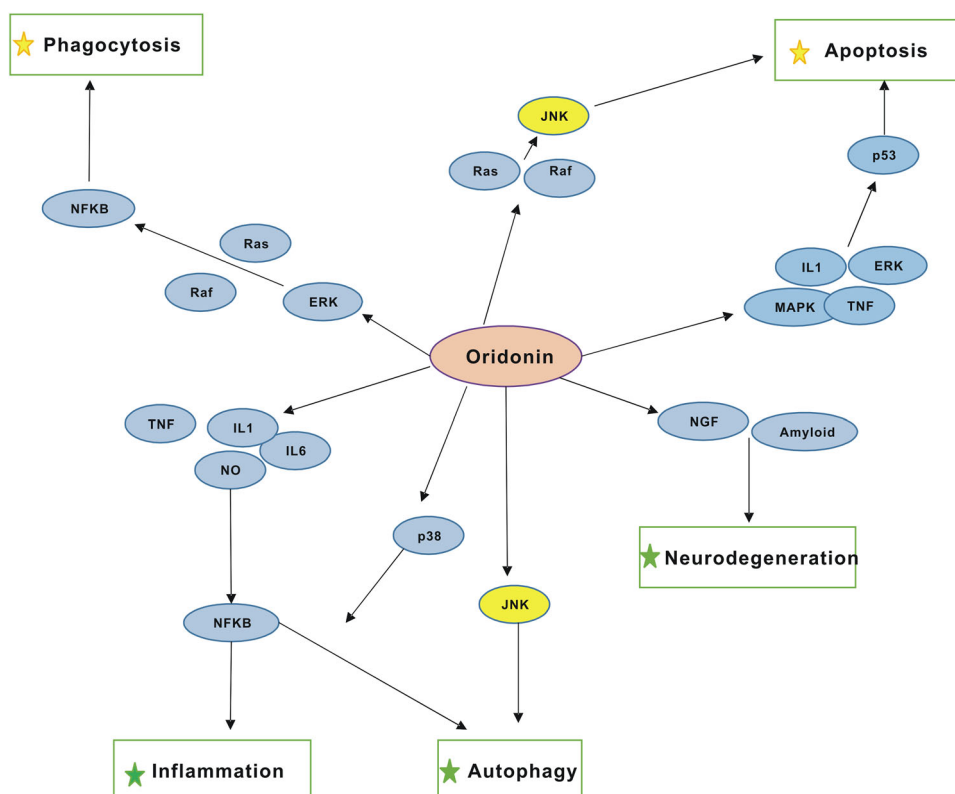 Phagocytosis
Apoptosis
JNK
Ras
Raf
p53
NFKB
Ras
Raf
ERK
IL1
ERK
MAPK
TNF
Oridonin
TNF
IL1
IL6
NO
NGF
Amyloid
p38
Neurodegeneration
JNK
NFKB
Inflammation
Autophagy